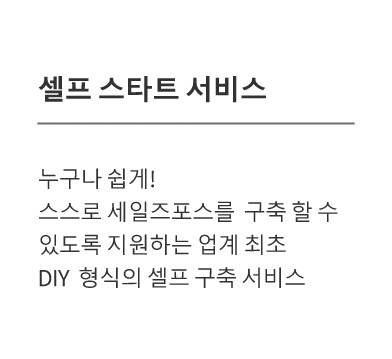 셀프 스타트 서비스
누구나 쉽게!
스스로 세일즈포스를 구축 할 수
있도록 지원하는 업계 최초
DIY 형식의 셀프 구축 서비스